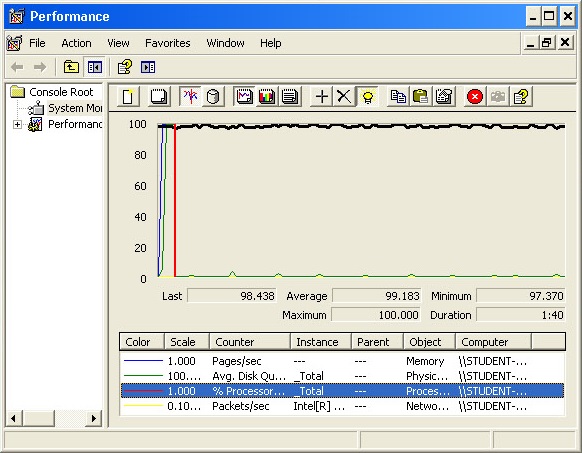 Performance
File Action View Favorites Window Help
Console Root
System Mor
Performanc
100
80
60
40
20
0
Last 98.438 Average 99.183 Minimum 97.370
Maximum 100.000 Duration 1:40
Color Scale Counter Instance Parent Object Computer
1.000 Pages/sec --- --- Memory \\STUDENT-...
100.... Avg. Disk Qu... _Total --- Physic... \\STUDENT-...
1.000 % Processor... _Total --- Proces... \\STUDENT-...
0.10... Packets/sec Intel[R] ... --- Netwo... \\STUDENT-...